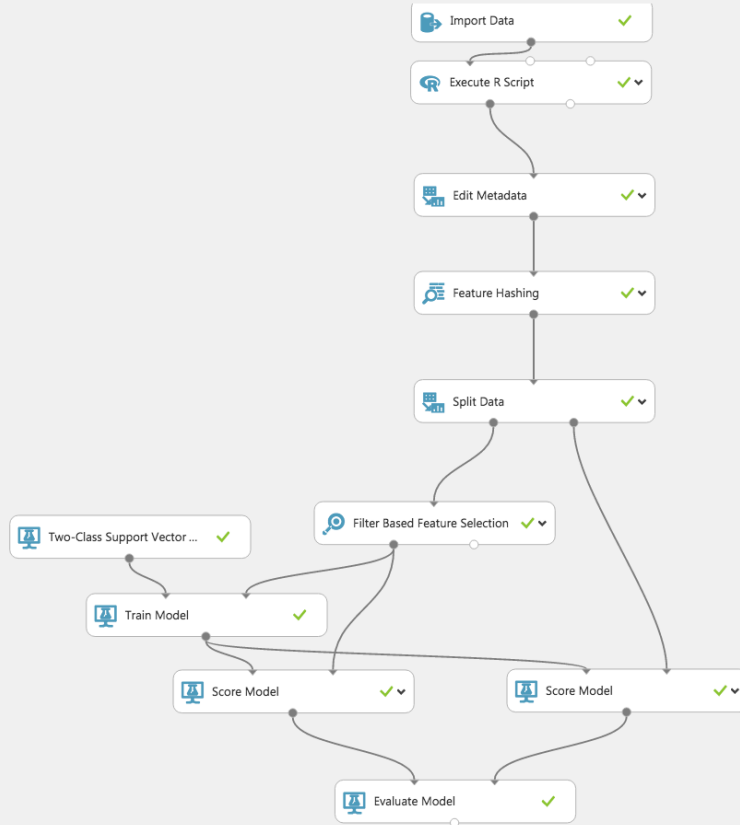 Import Data
Execute R Script
Edit Metadata
Feature Hashing
Split Data
Filter Based Feature Selection
Two-Class Support Vector ...
Train Model
Score Model
Score Model
Evaluate Model